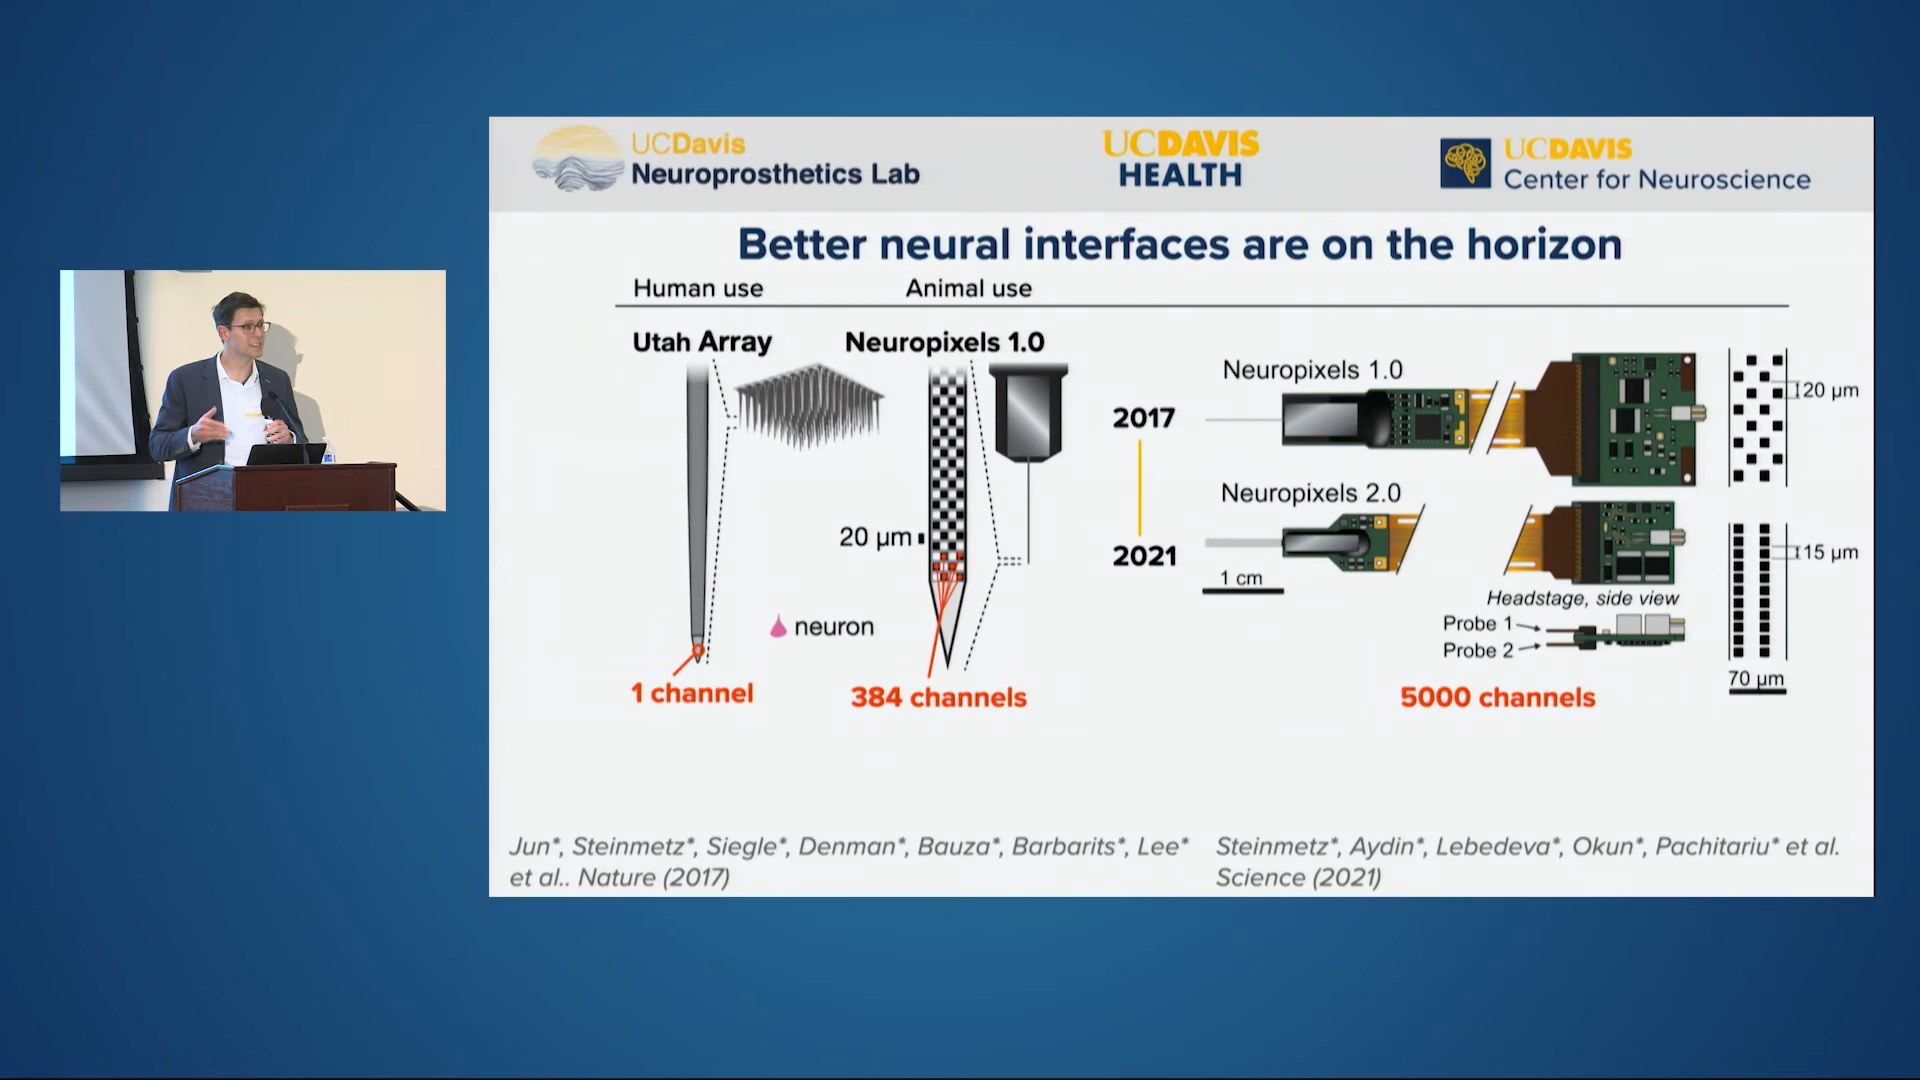 UCDavis
Neuroprosthetics Lab
UCDAVIS
HEALTH
UCDAVIS
Center for Neuroscience
Better neural interfaces are on the horizon
Human use
Animal use
Utah Array
Neuropixels 1.0
20 µm
neuron
1 channel
384 channels
2017
2021
Neuropixels 1.0
20 µm
Neuropixels 2.0
15 µm
1 cm
Headstage, side view
Probe 1
Probe 2
70 µm
5000 channels
Jun*, Steinmetz*, Siegle*, Denman*, Bauza*, Barbarits*, Lee*
et al.. Nature (2017)
Steinmetz*, Aydin*, Lebedeva*, Okun*, Pachitariu* et al.
Science (2021)